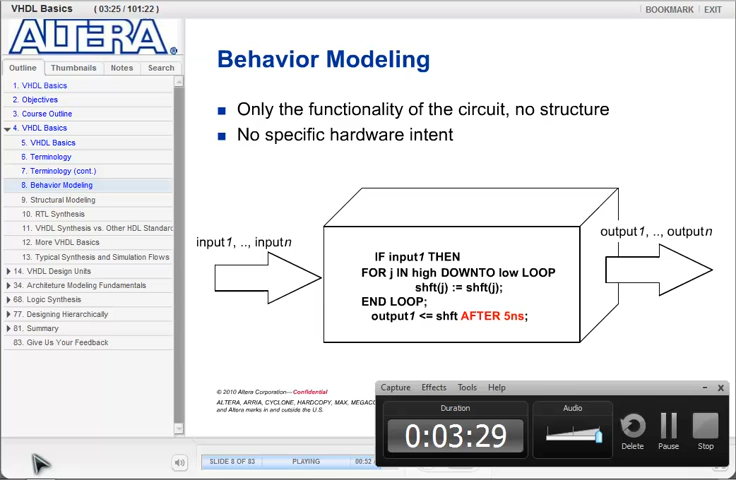 VHDL Basics ( 03:25 / 101:22 )
BOOKMARK | EXIT
ALTERA®
Outline Thumbnails Notes Search
1. VHDL Basics
2. Objectives
3. Course Outline
4. VHDL Basics
5. VHDL Basics
6. Terminology
7. Terminology (cont.)
8. Behavior Modeling
9. Structural Modeling
10. RTL Synthesis
11. VHDL Synthesis vs. Other HDL Standard
12. More VHDL Basics
13. Typical Synthesis and Simulation Flows
14. VHDL Design Units
34. Architeture Modeling Fundamentals
68. Logic Synthesis
77. Designing Hierarchically
81. Summary
83. Give Us Your Feedback
Behavior Modeling
Only the functionality of the circuit, no structure
No specific hardware intent
input1, .., inputn
output1, .., outputn
IF input1 THEN
FOR j IN high DOWNTO low LOOP
shft(j) := shft(j);
END LOOP;
output1 <= shft AFTER 5ns;
© 2010 Altera Corporation—Confidential
ALTERA, ARRIA, CYCLONE, HARDCOPY, MAX, MEGACO
and Altera marks in and outside the U.S.
Capture Effects Tools Help
Duration
0:03:29
Audio
Delete Pause Stop
SLIDE 8 OF 83 PLAYING 00:52